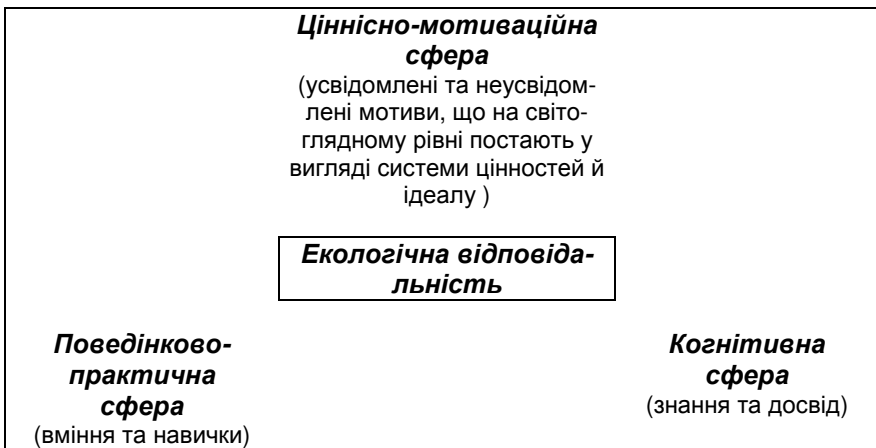 Ціннісно-мотиваційна
сфера
(усвідомлені та неусвідом-
лені мотиви, що на світо-
глядному рівні постають у
вигляді системи цінностей й
ідеалу )
Екологічна відповіда-
льність
Поведінково-
практична
сфера
(вміння та навички)
Когнітивна
сфера
(знання та досвід)